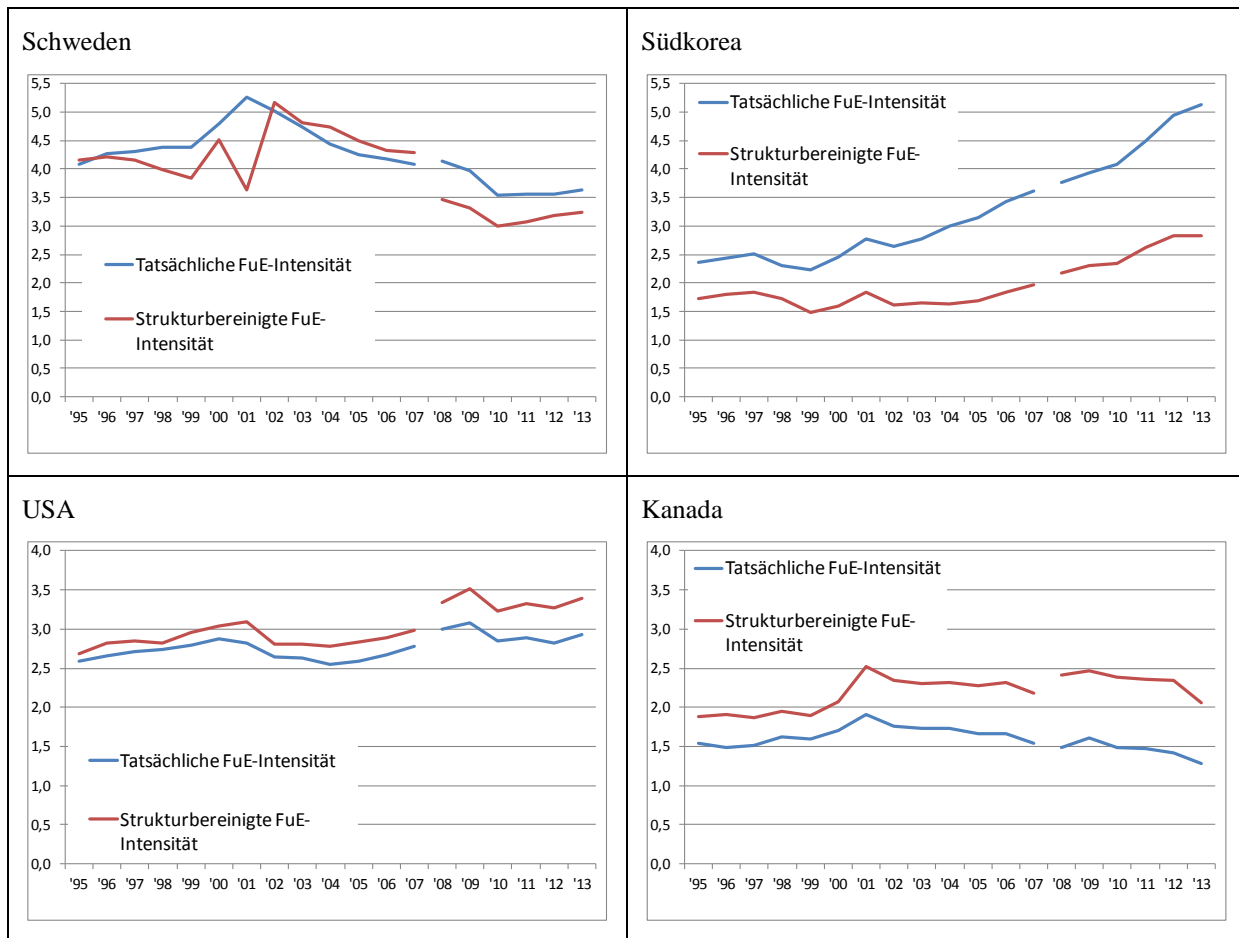 Schweden
5,5
5,0
4,5
4,0
3,5
3,0
2,5
2,0
1,5
1,0
0,5
0,0
Tatsächliche FuE-Intensität
Strukturbereinigte FuE-
Intensität
'95 '96 '97 '98 '99 '00 '01 '02 '03 '04 '05 '06 '07 '08 '09 '10 '11 '12 '13
Südkorea
5,5
5,0
4,5
4,0
3,5
3,0
2,5
2,0
1,5
1,0
0,5
0,0
Tatsächliche FuE-Intensität
Strukturbereinigte FuE-
Intensität
'95 '96 '97 '98 '99 '00 '01 '02 '03 '04 '05 '06 '07 '08 '09 '10 '11 '12 '13
USA
4,0
3,5
3,0
2,5
2,0
1,5
1,0
0,5
0,0
Tatsächliche FuE-Intensität
Strukturbereinigte FuE-
Intensität
'95 '96 '97 '98 '99 '00 '01 '02 '03 '04 '05 '06 '07 '08 '09 '10 '11 '12 '13
Kanada
4,0
3,5
3,0
2,5
2,0
1,5
1,0
0,5
0,0
Tatsächliche FuE-Intensität
Strukturbereinigte FuE-
Intensität
'95 '96 '97 '98 '99 '00 '01 '02 '03 '04 '05 '06 '07 '08 '09 '10 '11 '12 '13